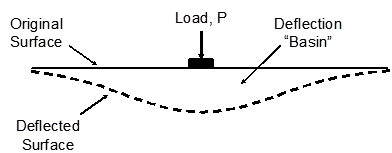 Original
Surface
Load, P
Deflection
“Basin”
Deflected
Surface